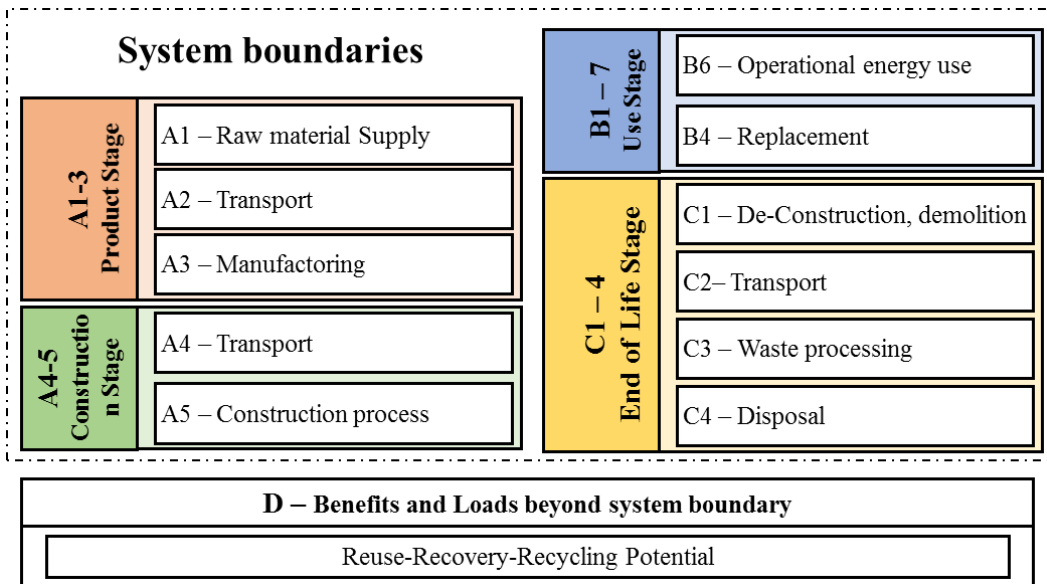 System boundaries
A1-3
Product Stage
A1 – Raw material Supply
A2 – Transport
A3 – Manufactoring
A4-5
Constructio
n Stage
A4 – Transport
A5 – Construction process
B1 – 7
Use Stage
B6 – Operational energy use
B4 – Replacement
C1 – 4
End of Life Stage
C1 – De-Construction, demolition
C2– Transport
C3 – Waste processing
C4 – Disposal
D – Benefits and Loads beyond system boundary
Reuse-Recovery-Recycling Potential